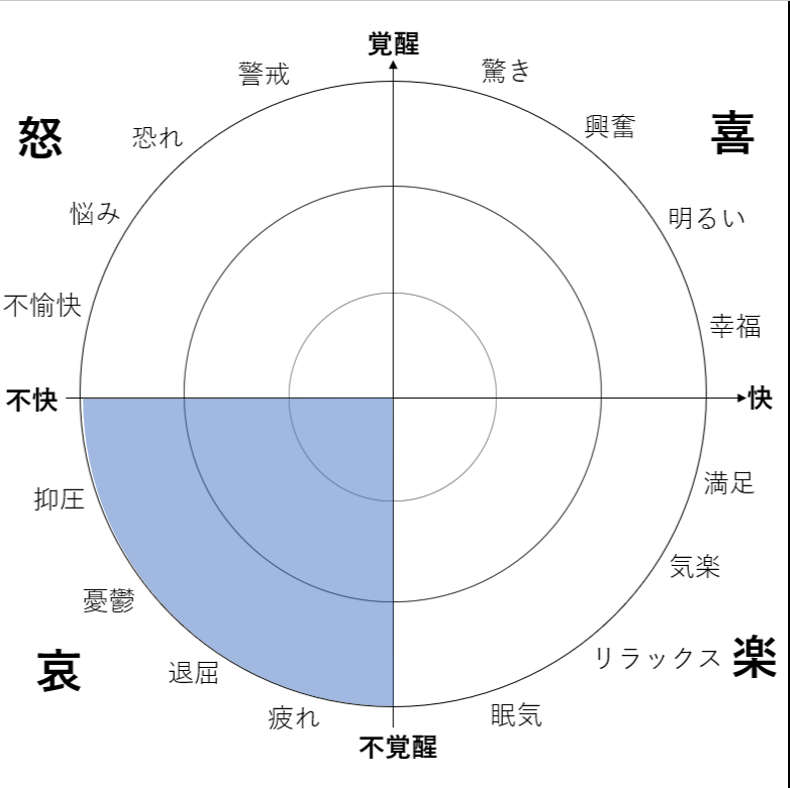 覚醒
警戒
驚き
怒
恐れ
興奮
喜
悩み
明るい
不愉快
幸福
不快
快
抑圧
満足
憂鬱
気楽
哀
退屈
リラックス
楽
疲れ
眠気
不覚醒